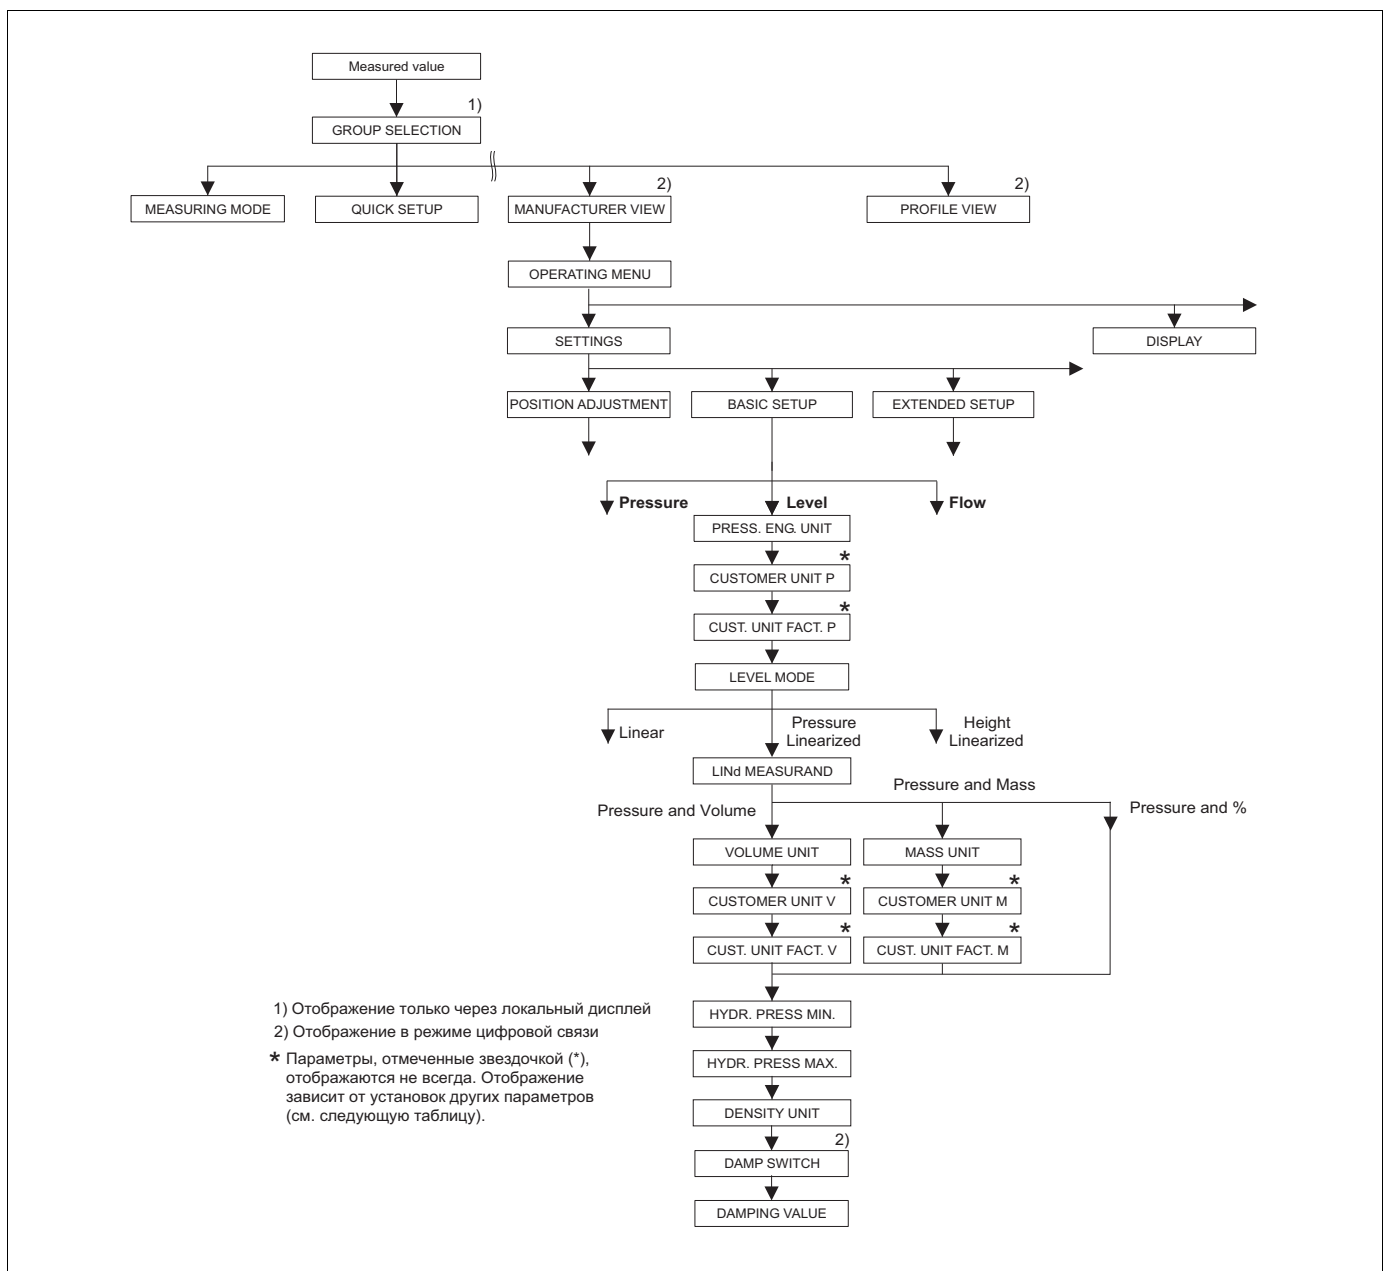 Measured value
1)
GROUP SELECTION
2)
2)
MEASURING MODE
QUICK SETUP
MANUFACTURER VIEW
PROFILE VIEW
OPERATING MENU
SETTINGS
DISPLAY
POSITION ADJUSTMENT
BASIC SETUP
EXTENDED SETUP
Pressure
Level
Flow
PRESS. ENG. UNIT
*
CUSTOMER UNIT P
*
CUST. UNIT FACT. P
LEVEL MODE
Linear
Pressure
Linearized
Height
Linearized
LINd MEASURAND
Pressure and Mass
Pressure and Volume
Pressure and %
VOLUME UNIT
MASS UNIT
*
*
CUSTOMER UNIT V
CUSTOMER UNIT M
*
*
CUST. UNIT FACT. V
CUST. UNIT FACT. M
1) Отображение только через локальный дисплей
2) Отображение в режиме цифровой связи
* Параметры, отмеченные звездочкой (*),
отображаются не всегда. Отображение
зависит от установок других параметров
(см. следующую таблицу).
HYDR. PRESS MIN.
HYDR. PRESS MAX.
DENSITY UNIT
2)
DAMP SWITCH
DAMPING VALUE